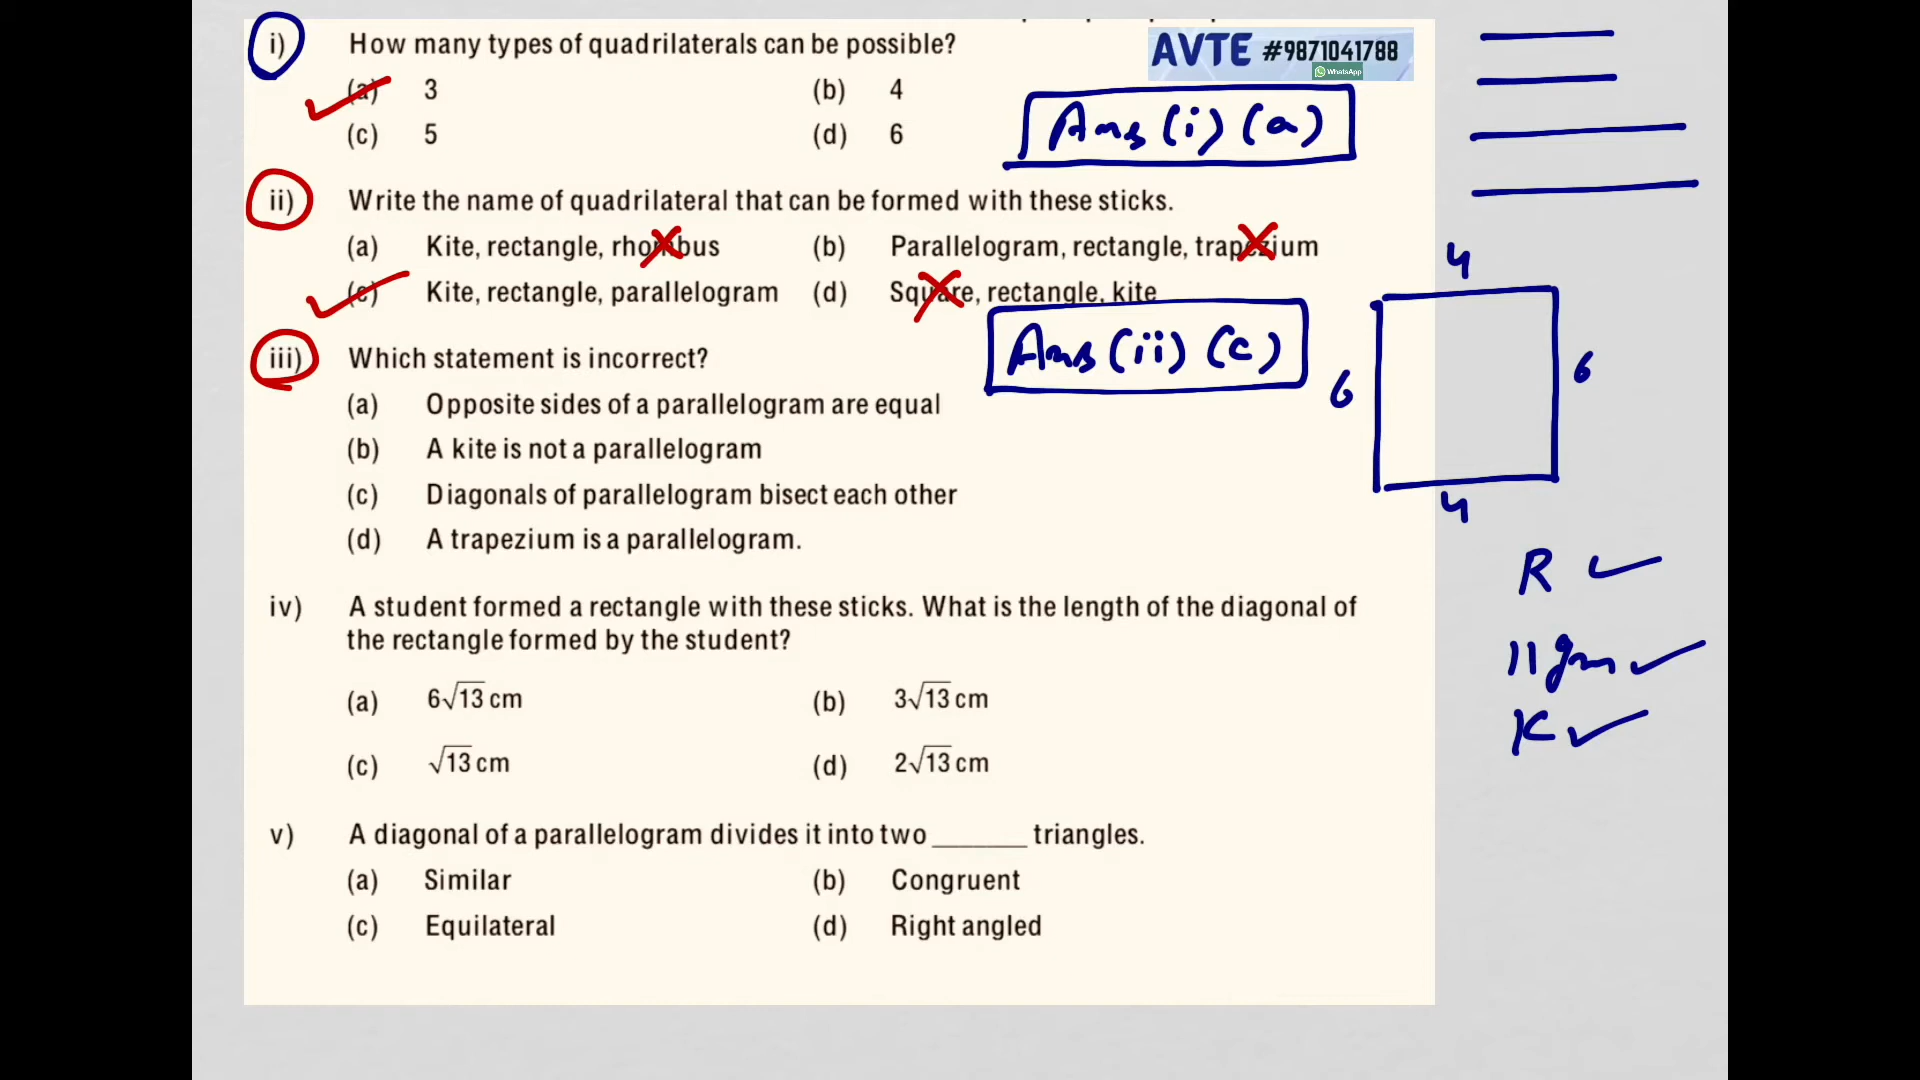 i) How many types of quadrilaterals can be possible?
AVTE #9871041788
WhatsApp
(a) 3 (b) 4
(c) 5 (d) 6
Ans (i) (a)
ii) Write the name of quadrilateral that can be formed with these sticks.
(a) Kite, rectangle, rhombus (b) Parallelogram, rectangle, trapezium
(c) Kite, rectangle, parallelogram (d) Square, rectangle, kite
Ans (ii) (c)
4
6 6
4
iii) Which statement is incorrect?
(a) Opposite sides of a parallelogram are equal
(b) A kite is not a parallelogram
(c) Diagonals of parallelogram bisect each other
(d) A trapezium is a parallelogram.
R ✓
||gm ✓
K ✓
iv) A student formed a rectangle with these sticks. What is the length of the diagonal of
the rectangle formed by the student?
(a) 6√13 cm (b) 3√13 cm
(c) √13 cm (d) 2√13 cm
v) A diagonal of a parallelogram divides it into two _______ triangles.
(a) Similar (b) Congruent
(c) Equilateral (d) Right angled